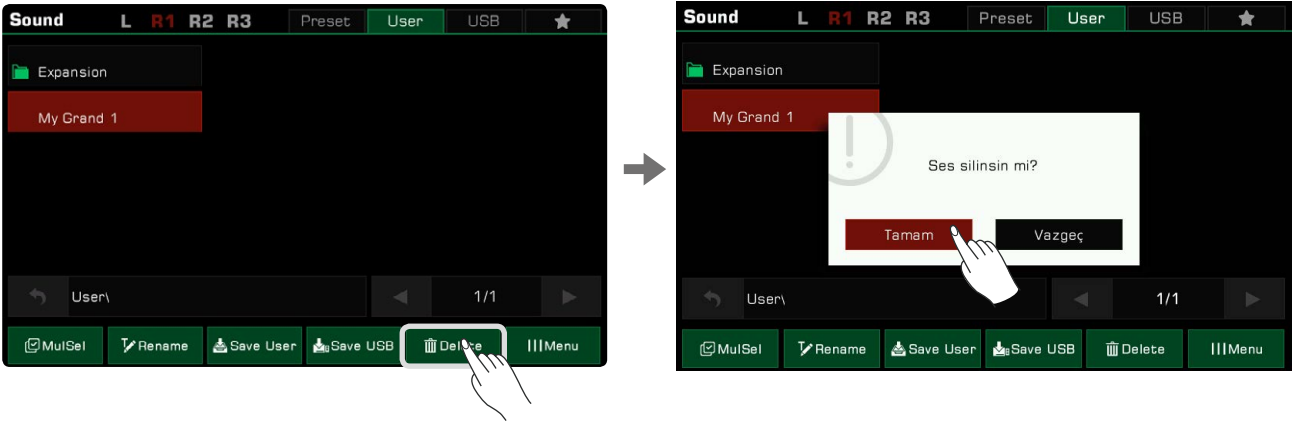 Sound L R1 R2 R3 Preset User USB
Expansion
My Grand 1
User\ 1/1
MulSel Rename Save User Save USB Delete Menu
Sound L R1 R2 R3 Preset User USB
Expansion
My Grand 1
Ses silinsin mi?
Tamam Vazgeç
User\ 1/1
MulSel Rename Save User Save USB Delete Menu